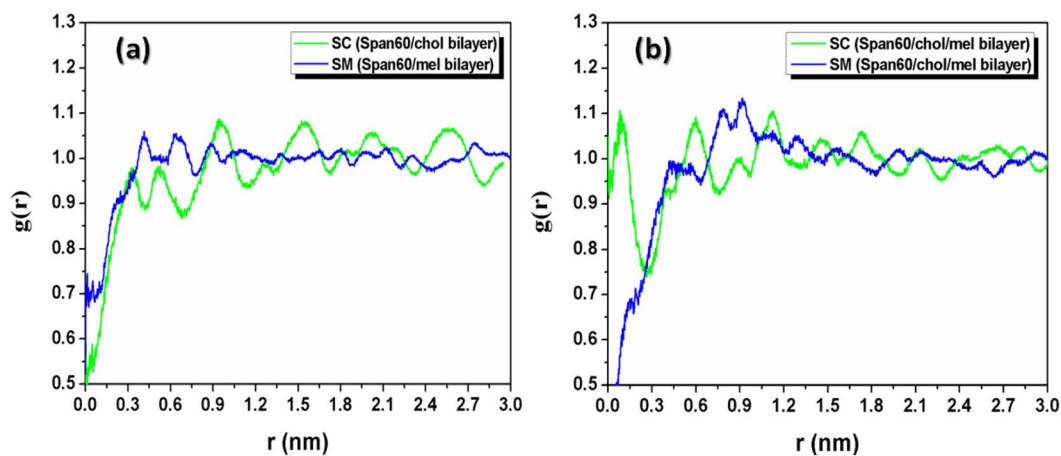 (a)
SC (Span60/chol bilayer)
SM (Span60/mel bilayer)
1.3
1.2
1.1
1.0
0.9
0.8
0.7
0.6
0.5
g(r)
0.0 0.3 0.6 0.9 1.2 1.5 1.8 2.1 2.4 2.7 3.0
r (nm)
(b)
SC (Span60/chol/mel bilayer)
SM (Span60/chol/mel bilayer)
1.3
1.2
1.1
1.0
0.9
0.8
0.7
0.6
0.5
g(r)
0.0 0.3 0.6 0.9 1.2 1.5 1.8 2.1 2.4 2.7 3.0
r (nm)